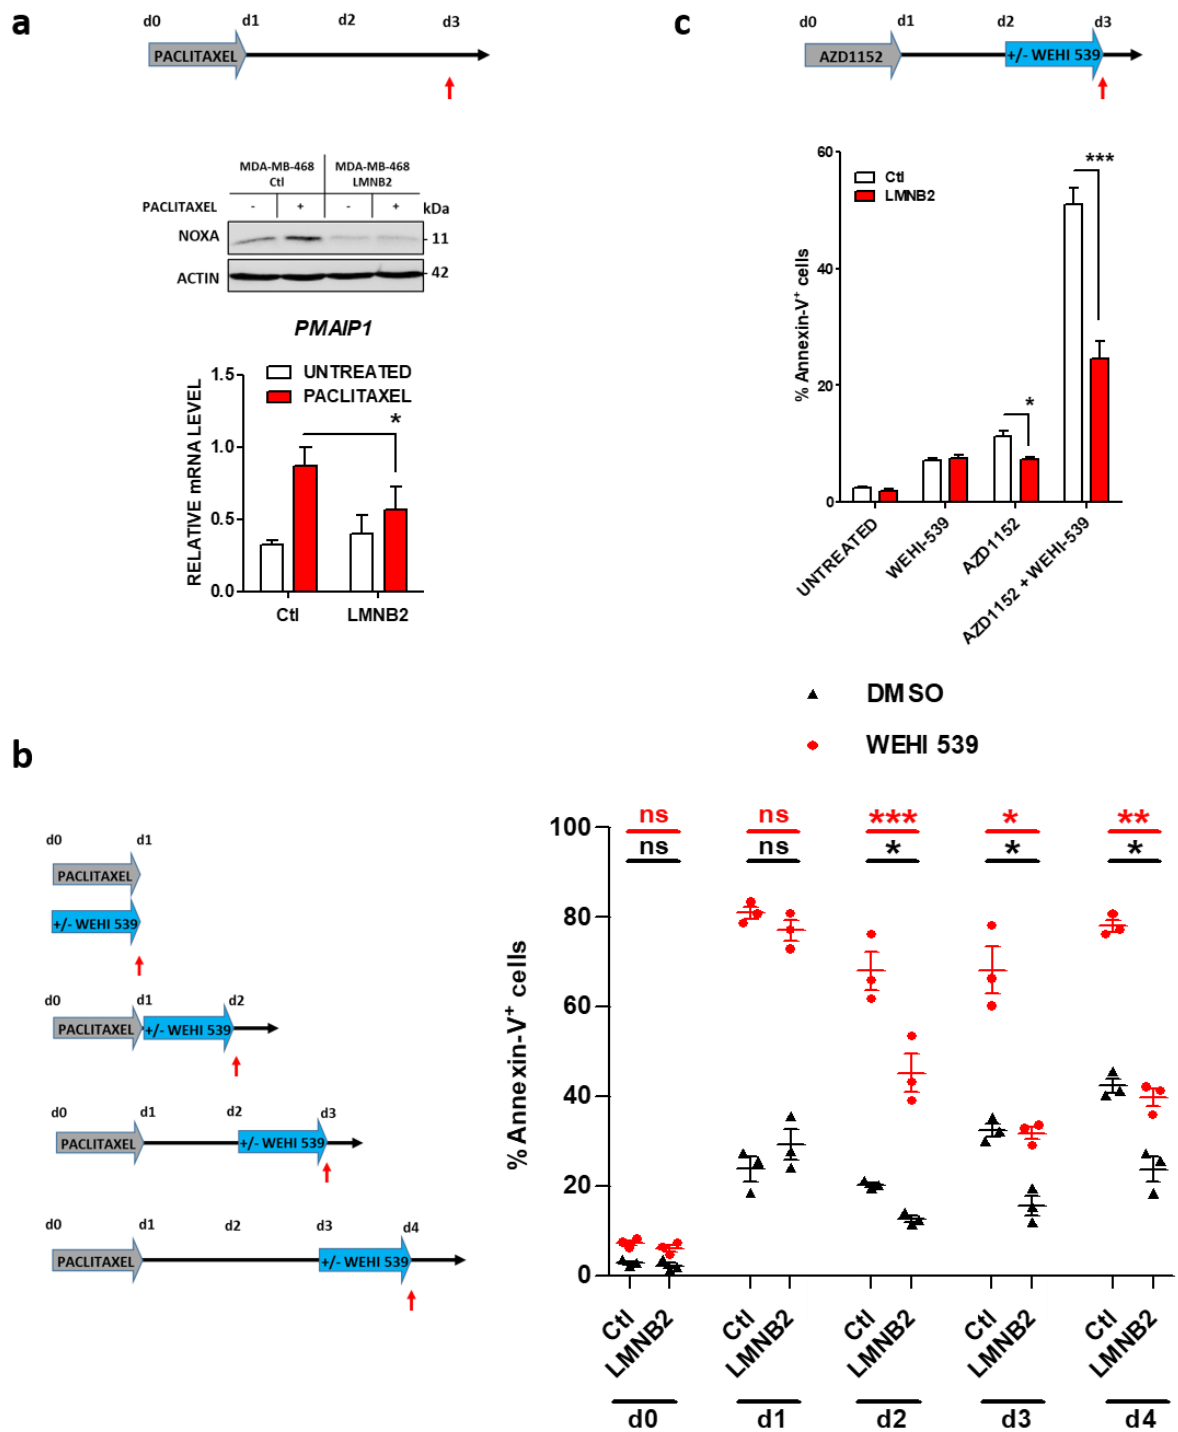 a
d0 d1 d2 d3
PACLITAXEL
MDA-MB-468 MDA-MB-468
Ctl LMNB2
PACLITAXEL - + - + kDa
NOXA 11
ACTIN 42
PMAIP1
UNTREATED
PACLITAXEL
RELATIVE mRNA LEVEL
1.5
1.0
0.5
0.0
*
Ctl LMNB2
c
d0 d1 d2 d3
AZD1152 +/- WEHI 539
Ctl
LMNB2
% Annexin-V+ cells
60
40
20
0
*
***
UNTREATED
WEHI-539
AZD1152
AZD1152 + WEHI-539
b
d0 d1
PACLITAXEL
+/- WEHI 539
d0 d1 d2
PACLITAXEL +/- WEHI 539
d0 d1 d2 d3
PACLITAXEL +/- WEHI 539
d0 d1 d2 d3 d4
PACLITAXEL +/- WEHI 539
DMSO
WEHI 539
% Annexin-V+ cells
100
80
60
40
20
0
ns ns *** * **
ns ns * * *
Ctl LMNB2 Ctl LMNB2 Ctl LMNB2 Ctl LMNB2 Ctl LMNB2
d0 d1 d2 d3 d4